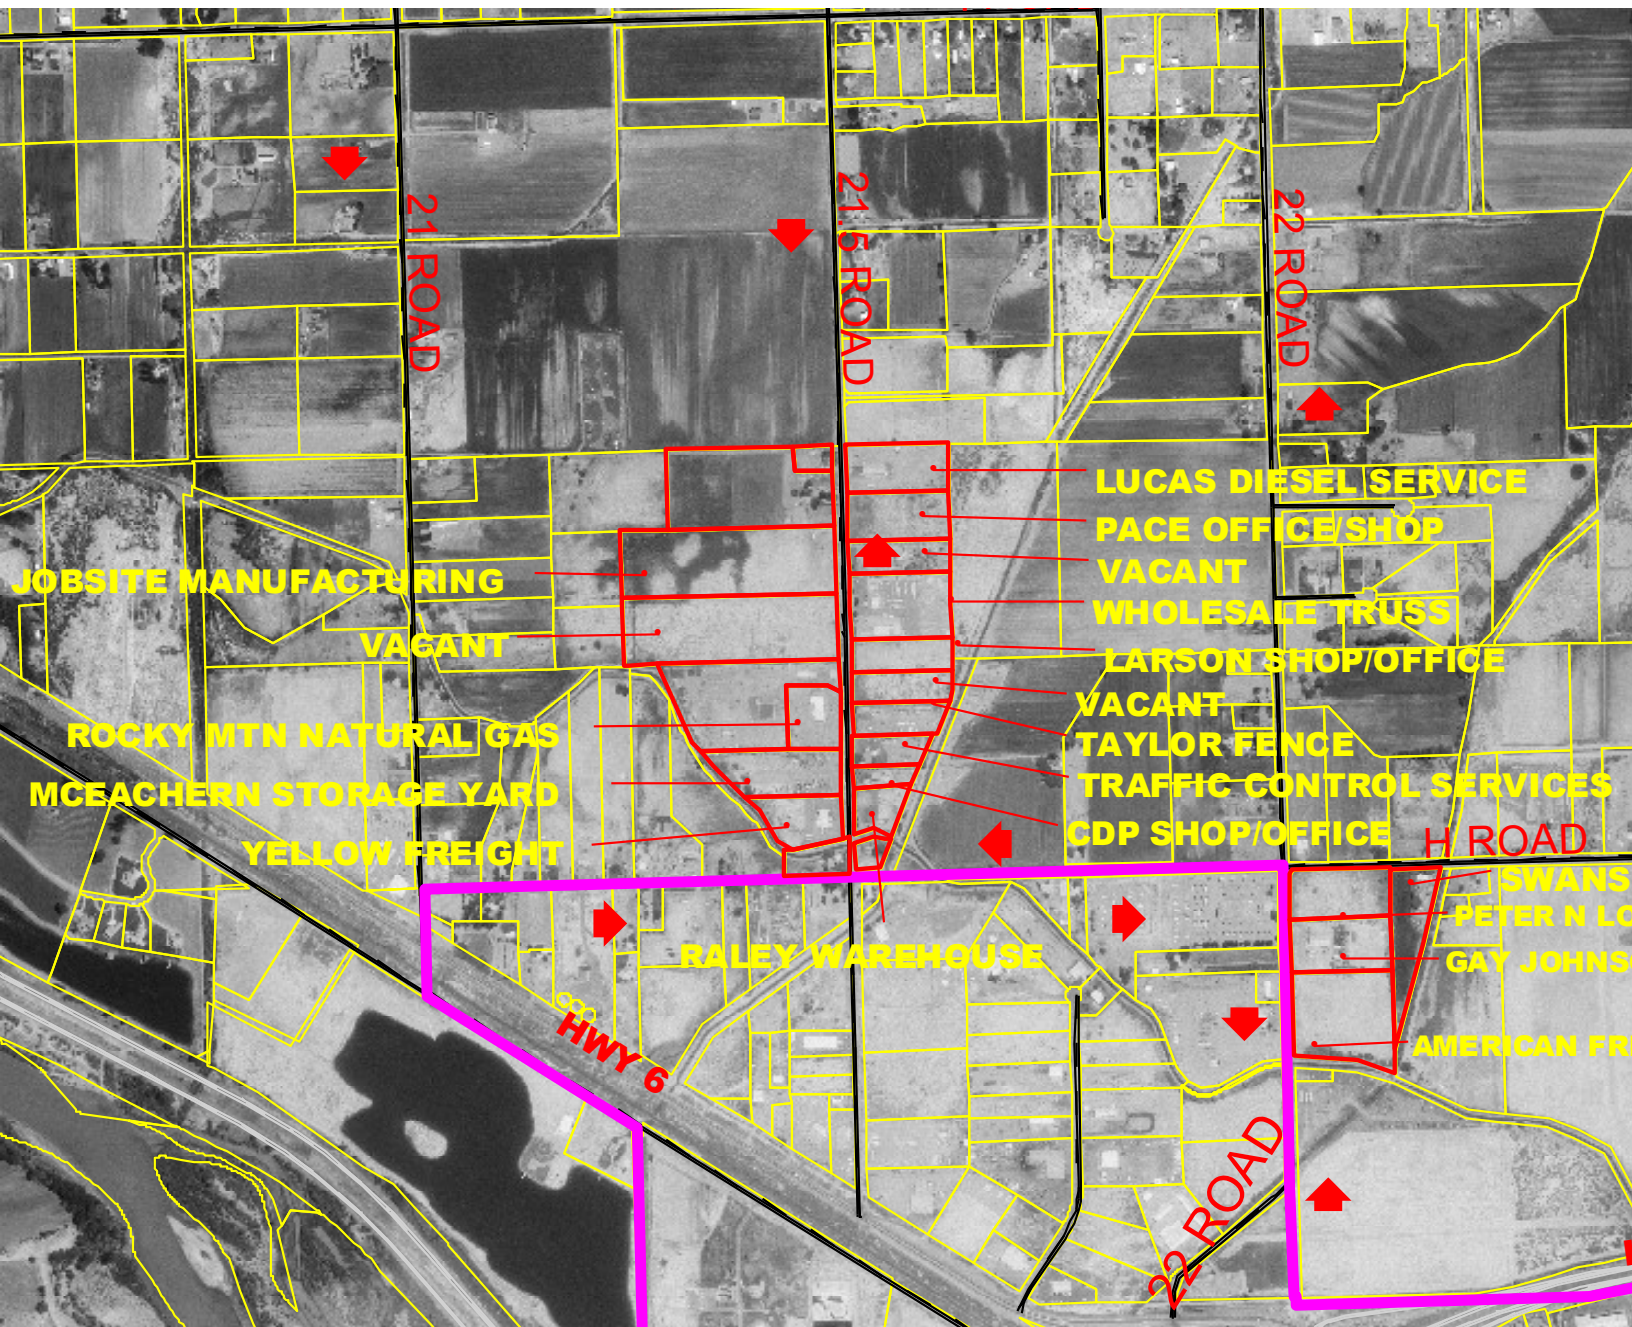 21 ROAD
21.5 ROAD
22 ROAD
LUCAS DIESEL SERVICE
PACE OFFICE/SHOP
VACANT
JOBSITE MANUFACTURING
WHOLESALE TRUSS
VACANT
LARSON SHOP/OFFICE
VACANT
ROCKY MTN NATURAL GAS
TAYLOR FENCE
TRAFFIC CONTROL SERVICES
MCEACHERN STORAGE YARD
CDP SHOP/OFFICE
H ROAD
YELLOW FREIGHT
SWANS
PETER N LO
RALEY WAREHOUSE
GAY JOHNS
HWY 6
AMERICAN FR
22 ROAD